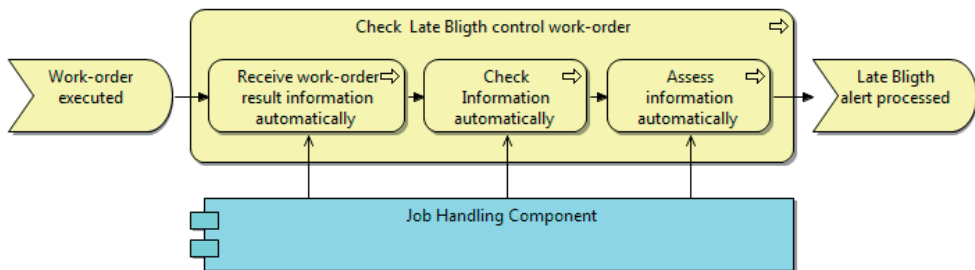 Check  Late Bligth control work-order
Work-order
executed
Receive work-order
result information
automatically
Check
Information
automatically
Assess
information
automatically
Late Bligth
alert processed
Job Handling Component